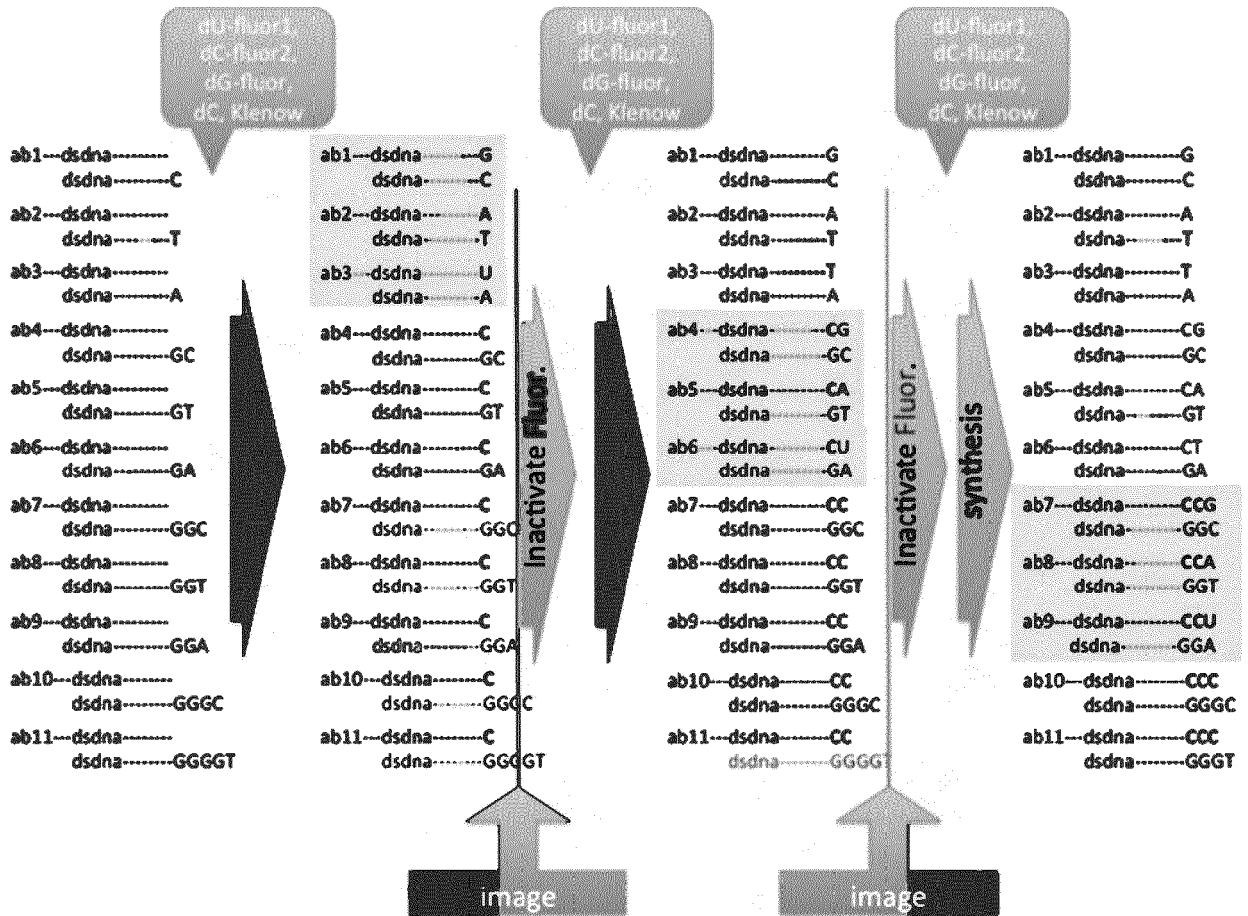 dU-fluor1,
dC-fluor2,
dG-fluor,
dC, Klenow
dU-fluor1,
dC-fluor2,
dG-fluor,
dC, Klenow
dU-fluor1,
dC-fluor2.
dG-fluor,
dC, Klenow
ab1---dsdna-----------
dsdna-----------C
ab2---dsdna-----------
dsdna-----------T
ab3---dsdna-----------
dsdna-----------A
ab4---dsdna-----------
dsdna-----------GC
ab5---dsdna-----------
dsdna-----------GT
ab6---dsdna-----------
dsdna-----------GA
ab7---dsdna-----------
dsdna-----------GGC
ab8---dsdna-----------
dsdna-----------GGT
ab9---dsdna-----------
dsdna-----------GGA
ab10---dsdna-----------
dsdna-----------GGGC
ab11---dsdna-----------
dsdna-----------GGGGT
ab1---dsdna-----------G
dsdna-----------C
ab2---dsdna-----------A
dsdna-----------T
ab3---dsdna-----------U
dsdna-----------A
ab4---dsdna-----------C
dsdna-----------GC
ab5---dsdna-----------C
dsdna-----------GT
ab6---dsdna-----------C
dsdna-----------GA
ab7---dsdna-----------C
dsdna-----------GGC
ab8---dsdna-----------C
dsdna-----------GGT
ab9---dsdna-----------C
dsdna-----------GGA
ab10---dsdna-----------C
dsdna-----------GGGC
ab11---dsdna-----------C
dsdna-----------GGGGT
Inactivate Fluor.
ab1---dsdna-----------G
dsdna-----------C
ab2---dsdna-----------A
dsdna-----------T
ab3---dsdna-----------T
dsdna-----------A
ab4---dsdna-----------CG
dsdna-----------GC
ab5---dsdna-----------CA
dsdna-----------GT
ab6---dsdna-----------CU
dsdna-----------GA
ab7---dsdna-----------CC
dsdna-----------GGC
ab8---dsdna-----------CC
dsdna-----------GGT
ab9---dsdna-----------CC
dsdna-----------GGA
ab10---dsdna-----------CC
dsdna-----------GGGC
ab11---dsdna-----------CC
dsdna-----------GGGGT
Inactivate Fluor.
synthesis
ab1---dsdna-----------G
dsdna-----------C
ab2---dsdna-----------A
dsdna-----------T
ab3---dsdna-----------T
dsdna-----------A
ab4---dsdna-----------CG
dsdna-----------GC
ab5---dsdna-----------CA
dsdna-----------GT
ab6---dsdna-----------CT
dsdna-----------GA
ab7---dsdna-----------CCG
dsdna-----------GGC
ab8---dsdna-----------CCA
dsdna-----------GGT
ab9---dsdna-----------CCU
dsdna-----------GGA
ab10---dsdna-----------CCC
dsdna-----------GGGC
ab11---dsdna-----------CCC
dsdna-----------GGGT
image
image